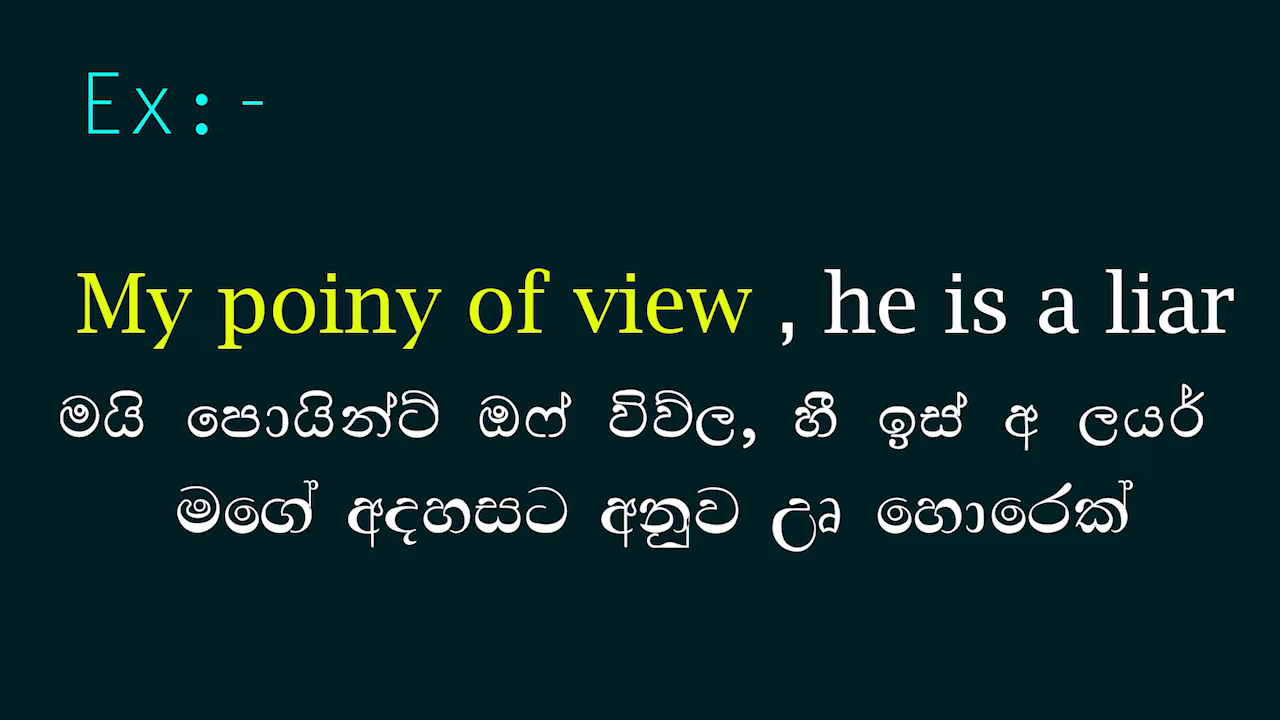 Ex:-
My poiny of view , he is a liar
මයි පොයින්ට් ඔෆ් විව්ල, හී ඉස් අ ලයර්
මගේ අදහසට අනුව උෘ හොරෙක්